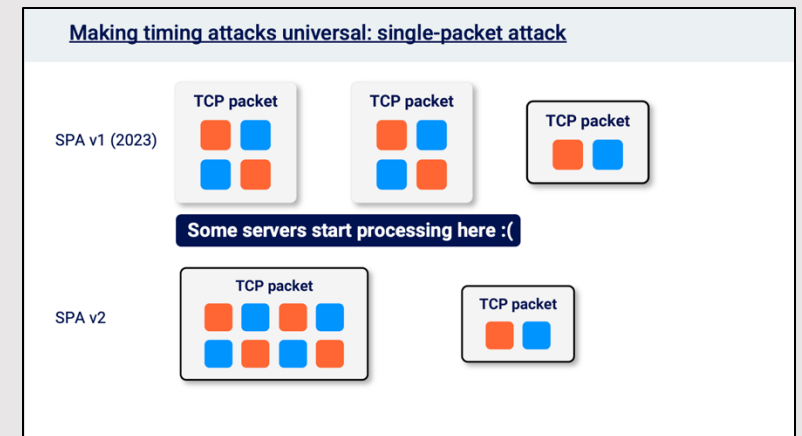 Making timing attacks universal: single-packet attack
TCP packet
TCP packet
TCP packet
SPA v1 (2023)
Some servers start processing here :(
TCP packet
TCP packet
SPA v2